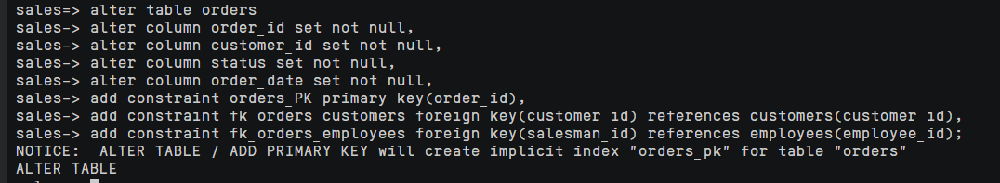 sales=> alter table orders
sales-> alter column order_id set not null,
sales-> alter column customer_id set not null,
sales-> alter column status set not null,
sales-> alter column order_date set not null,
sales-> add constraint orders_PK primary key(order_id),
sales-> add constraint fk_orders_customers foreign key(customer_id) references customers(customer_id),
sales-> add constraint fk_orders_employees foreign key(salesman_id) references employees(employee_id);
NOTICE:  ALTER TABLE / ADD PRIMARY KEY will create implicit index "orders_pk" for table "orders"
ALTER TABLE